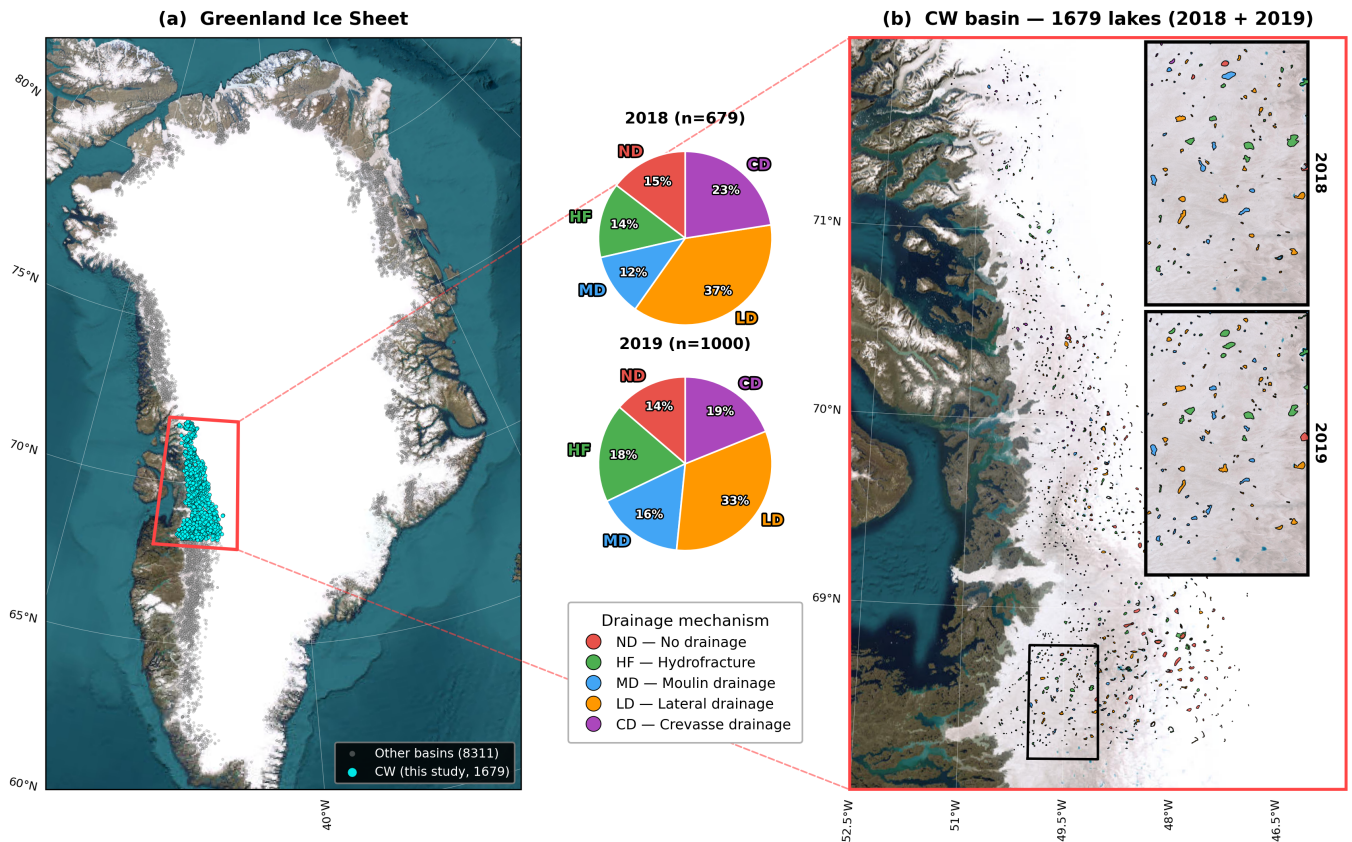 (a)  Greenland Ice Sheet
80°N
75°N
70°N
65°N
60°N
40°W
Other basins (8311)
CW (this study, 1679)
2018 (n=679)
ND
15%
CD
23%
HF
14%
MD
12%
37%
LD
2019 (n=1000)
ND
14%
CD
19%
HF
18%
MD
16%
33%
LD
Drainage mechanism
ND — No drainage
HF — Hydrofracture
MD — Moulin drainage
LD — Lateral drainage
CD — Crevasse drainage
(b)  CW basin — 1679 lakes (2018 + 2019)
71°N
70°N
69°N
52.5°W
51°W
49.5°W
48°W
46.5°W
2018
2019